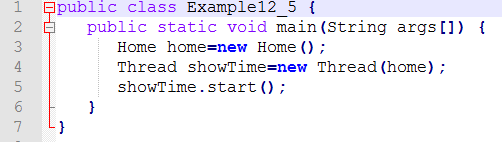 1 public class Example12_5 {
2 public static void main(String args[]) {
3 Home home=new Home();
4 Thread showTime=new Thread(home);
5 showTime.start();
6 }
7 }